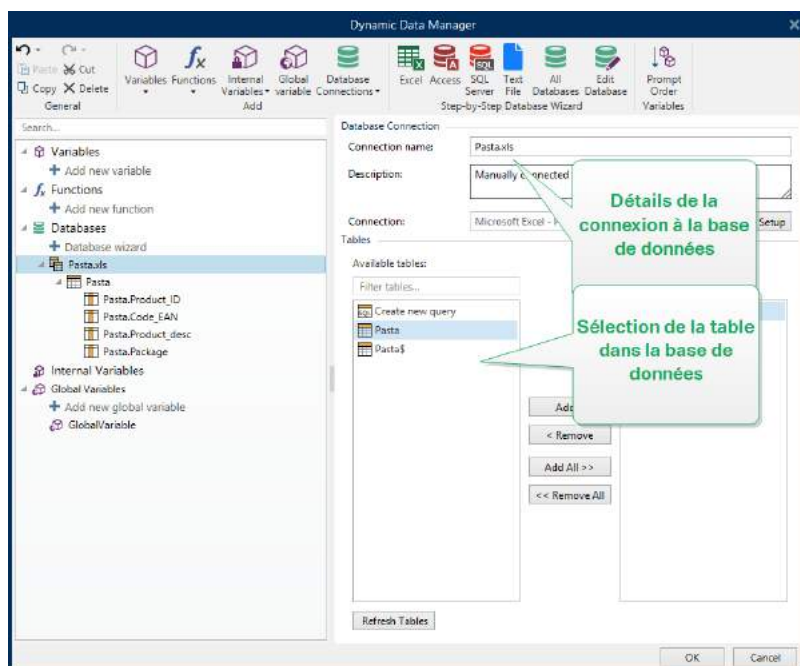 Dynamic Data Manager
Paste Cut
Copy Delete
General
Variables Functions Internal Variables Global variable Database Connections
Add
Excel Access SQL Server Text File All Databases Edit Database
Step-by-Step Database Wizard
Prompt Order
Variables
Search...
Variables
Add new variable
Functions
Add new function
Databases
Database wizard
Pasta.xls
Pasta
Pasta.Product_ID
Pasta.Code_EAN
Pasta.Product_desc
Pasta.Package
Internal Variables
Global Variables
Add new global variable
GlobalVariable
Database Connection
Connection name: Pasta.xls
Description: Manually connected
Connection: Microsoft Excel - Setup
Tables
Available tables:
Filter tables...
Create new query
Pasta
Pasta$
Détails de la
connexion à la base
de données
Sélection de la table
dans la base de
données
Add
< Remove
Add All >>
<< Remove All
Refresh Tables
OK Cancel